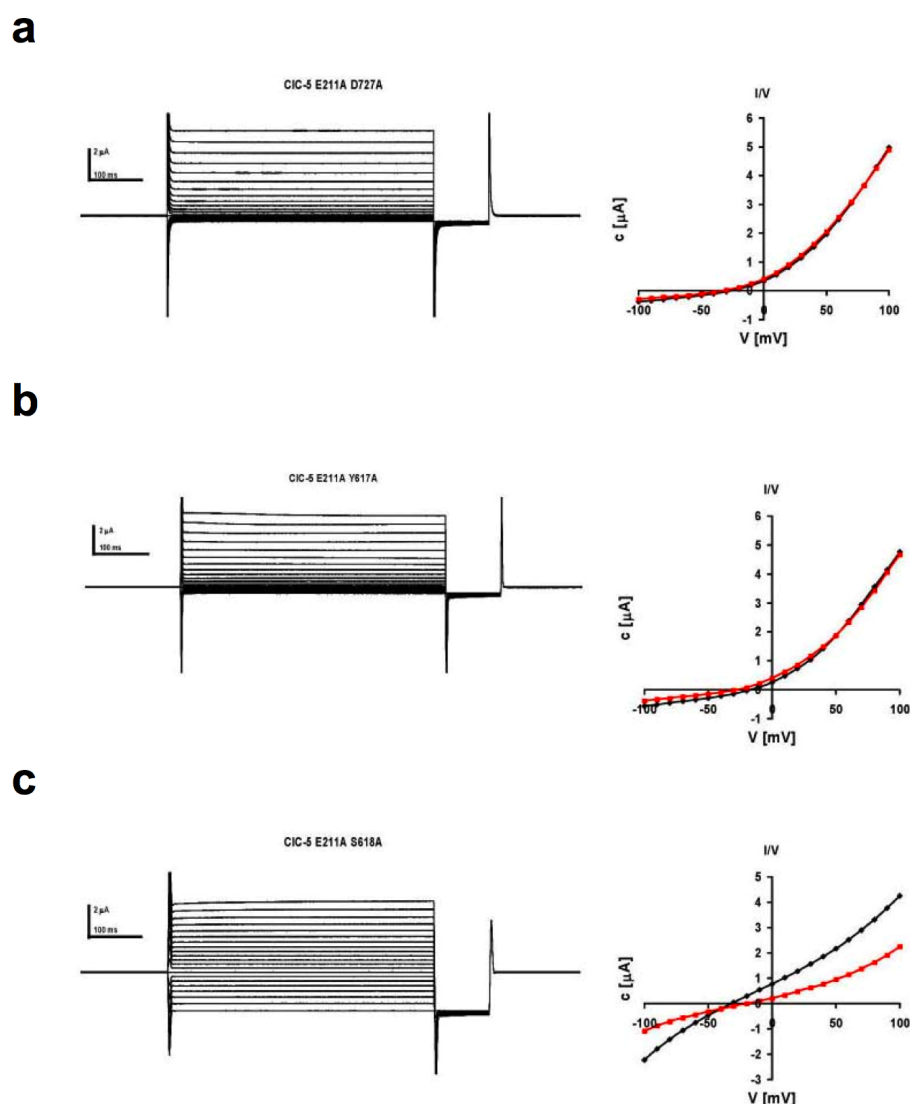 a
ClC-5 E211A D727A
2 µA
100 ms
I/V
c [µA]
6
5
4
3
2
1
0
-1
-100
-50
0
50
100
V [mV]
b
ClC-5 E211A Y617A
2 µA
100 ms
I/V
c [µA]
6
5
4
3
2
1
0
-1
-100
-50
0
50
100
V [mV]
c
ClC-5 E211A S618A
2 µA
100 ms
I/V
c [µA]
5
4
3
2
1
0
-1
-2
-3
-100
-50
0
50
100
V [mV]